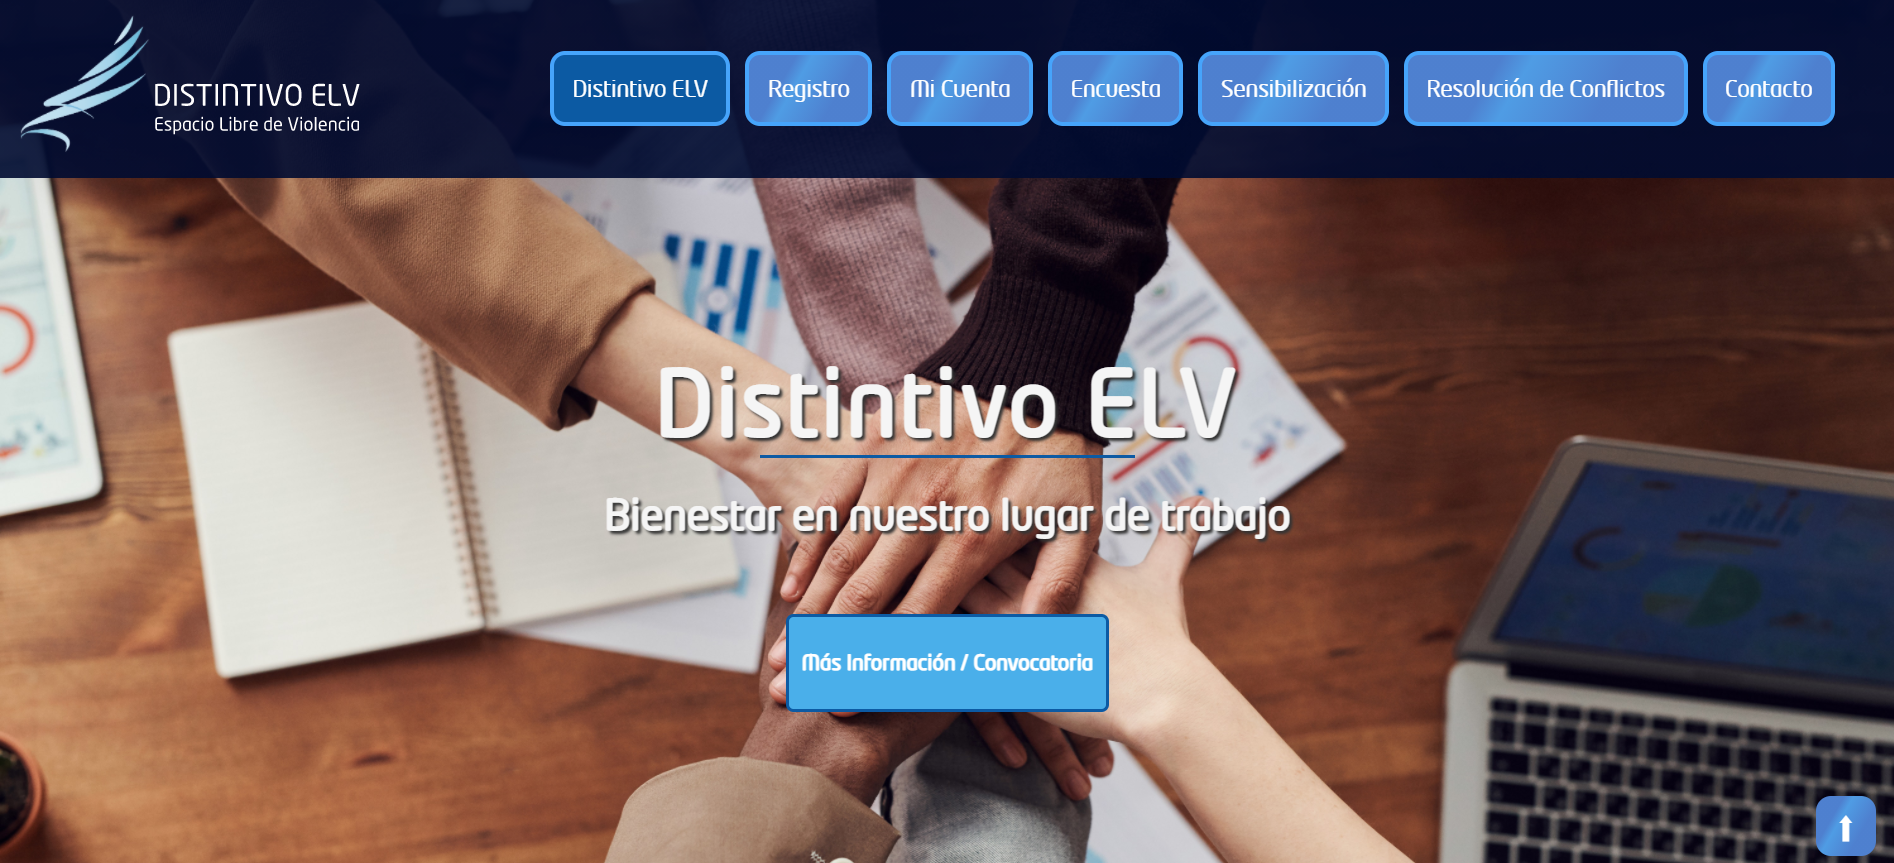 DISTINTIVO ELV
Espacio Libre de Violencia
Distintivo ELV
Registro
Mi Cuenta
Encuesta
Sensibilización
Resolución de Conflictos
Contacto
Distintivo ELV
Bienestar en nuestro lugar de trabajo
Más Información / Convocatoria